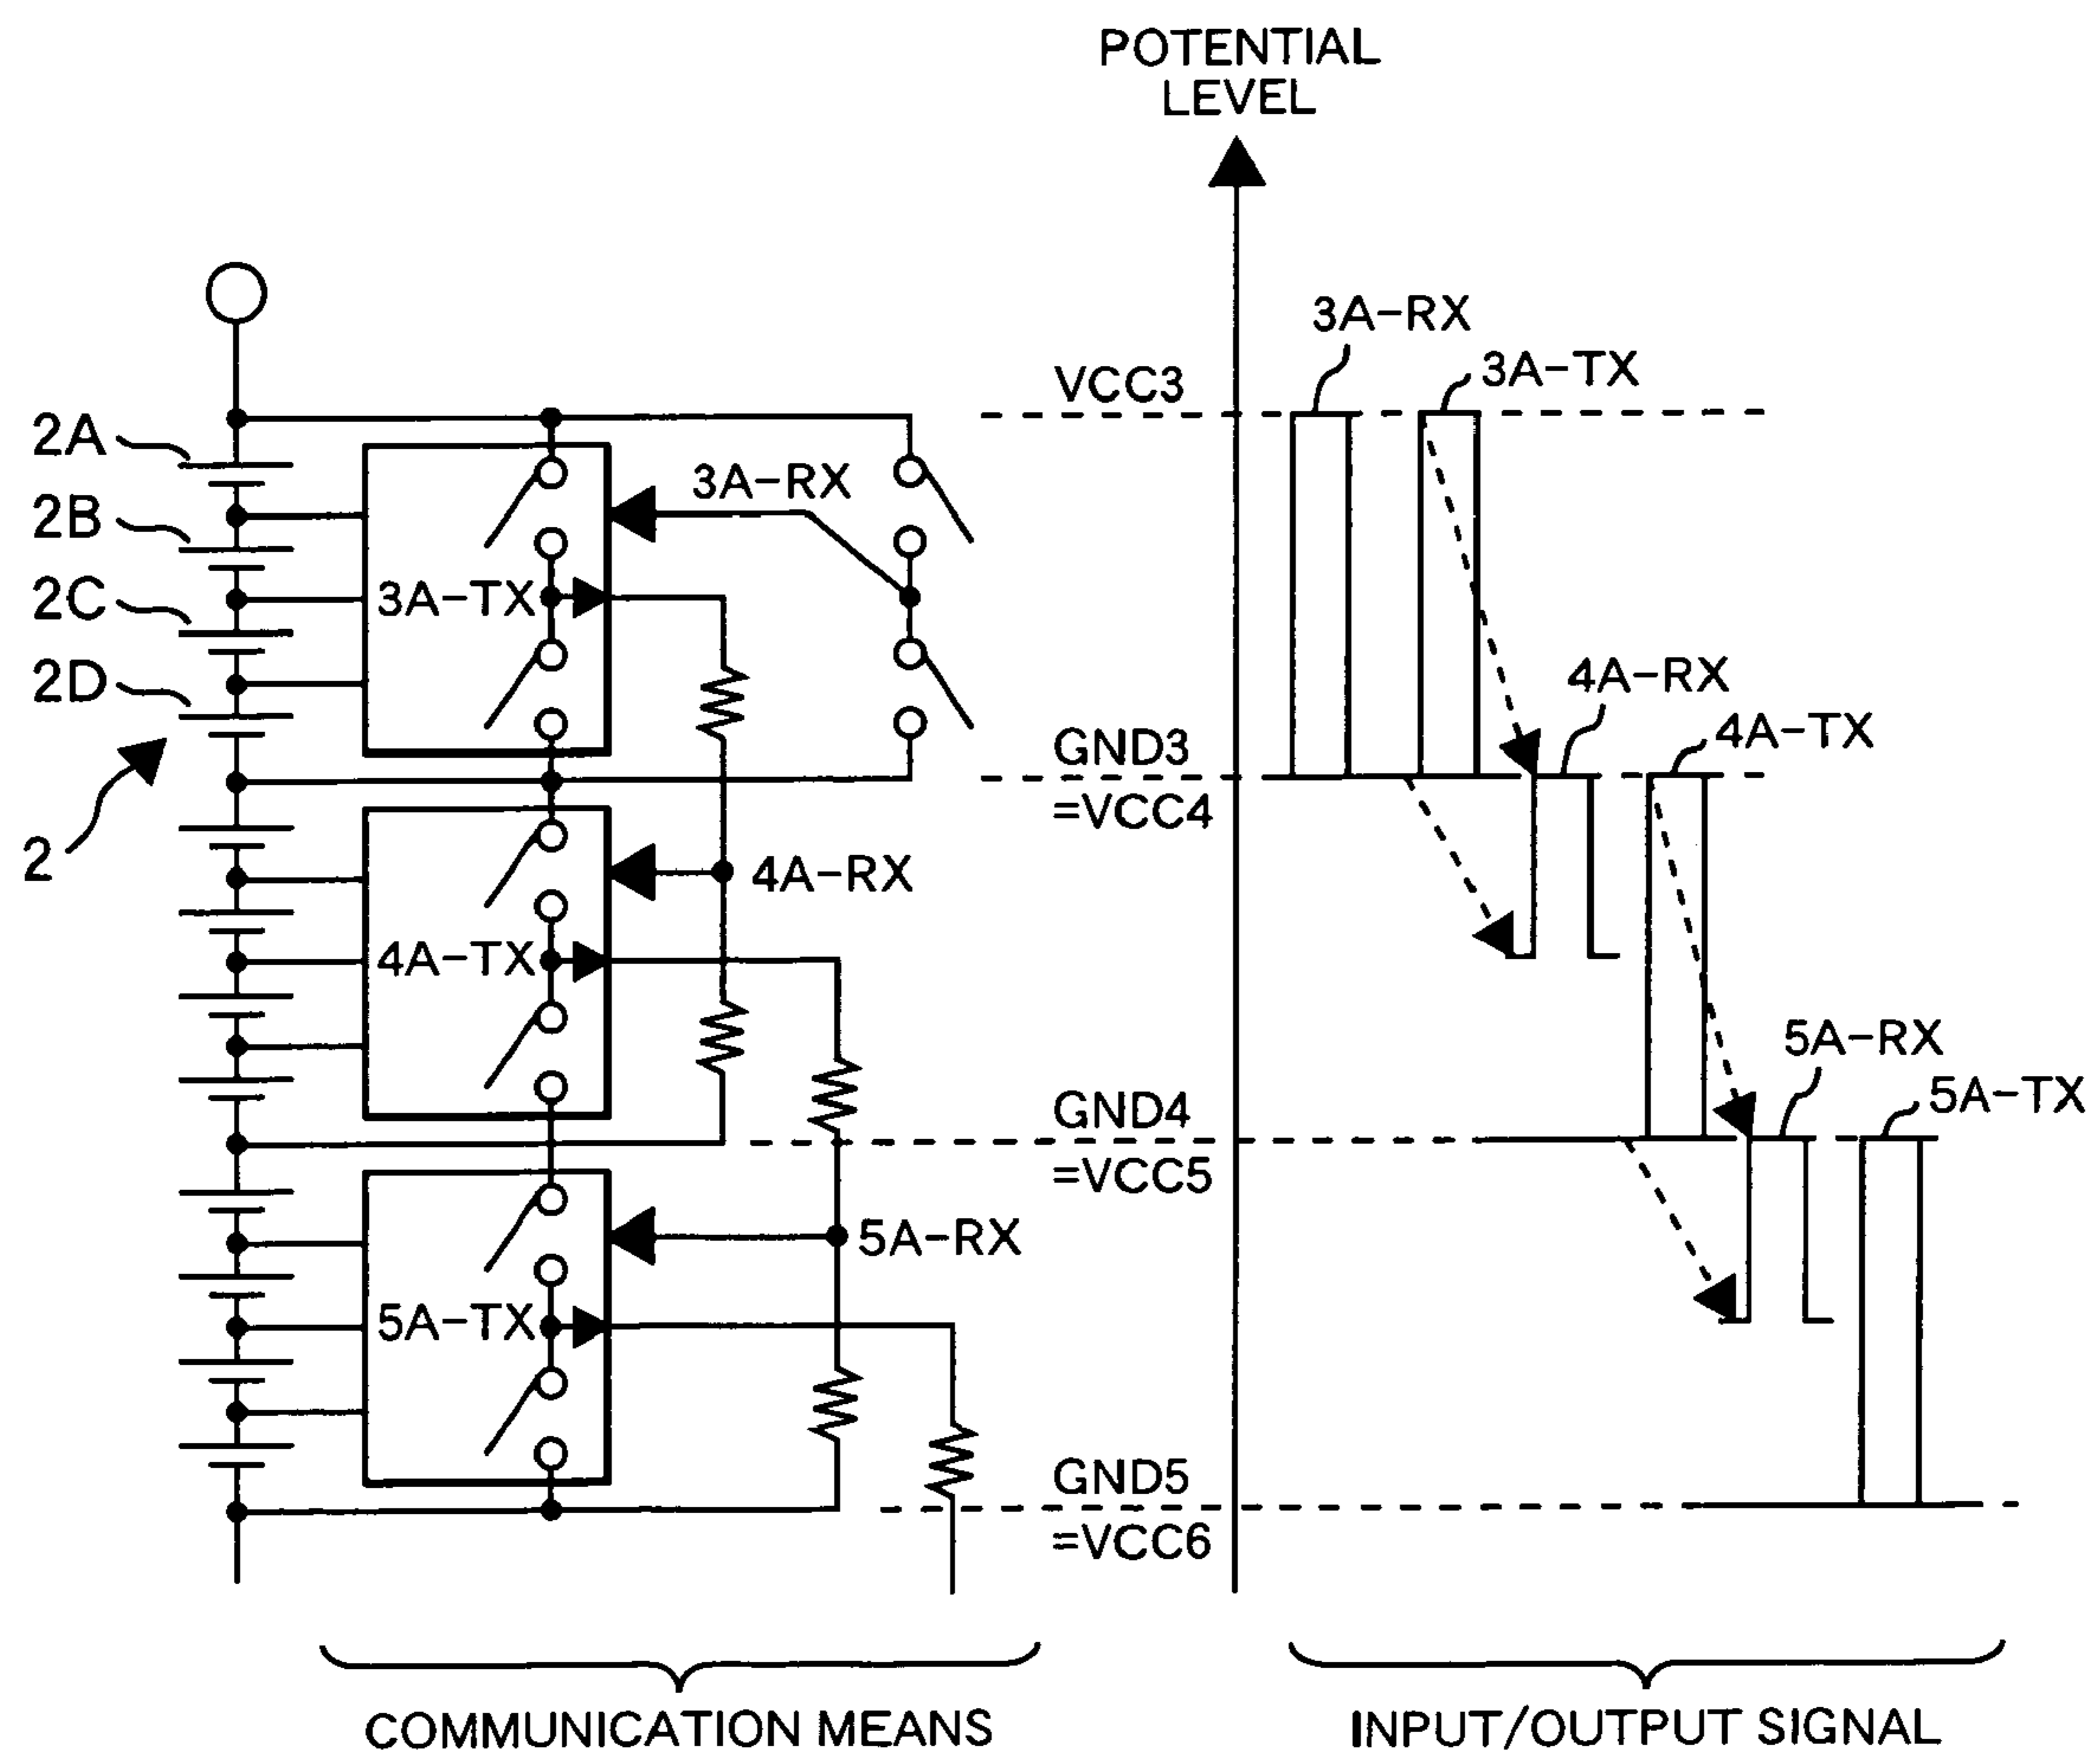 POTENTIAL
LEVEL
3A-RX
3A-TX
VCC3
2A
3A-RX
2B
2C
3A-TX
2D
4A-RX
4A-TX
GND3
=VCC4
2
4A-RX
4A-TX
5A-RX
5A-TX
GND4
=VCC5
5A-RX
5A-TX
GND5
=VCC6
COMMUNICATION MEANS
INPUT/OUTPUT SIGNAL